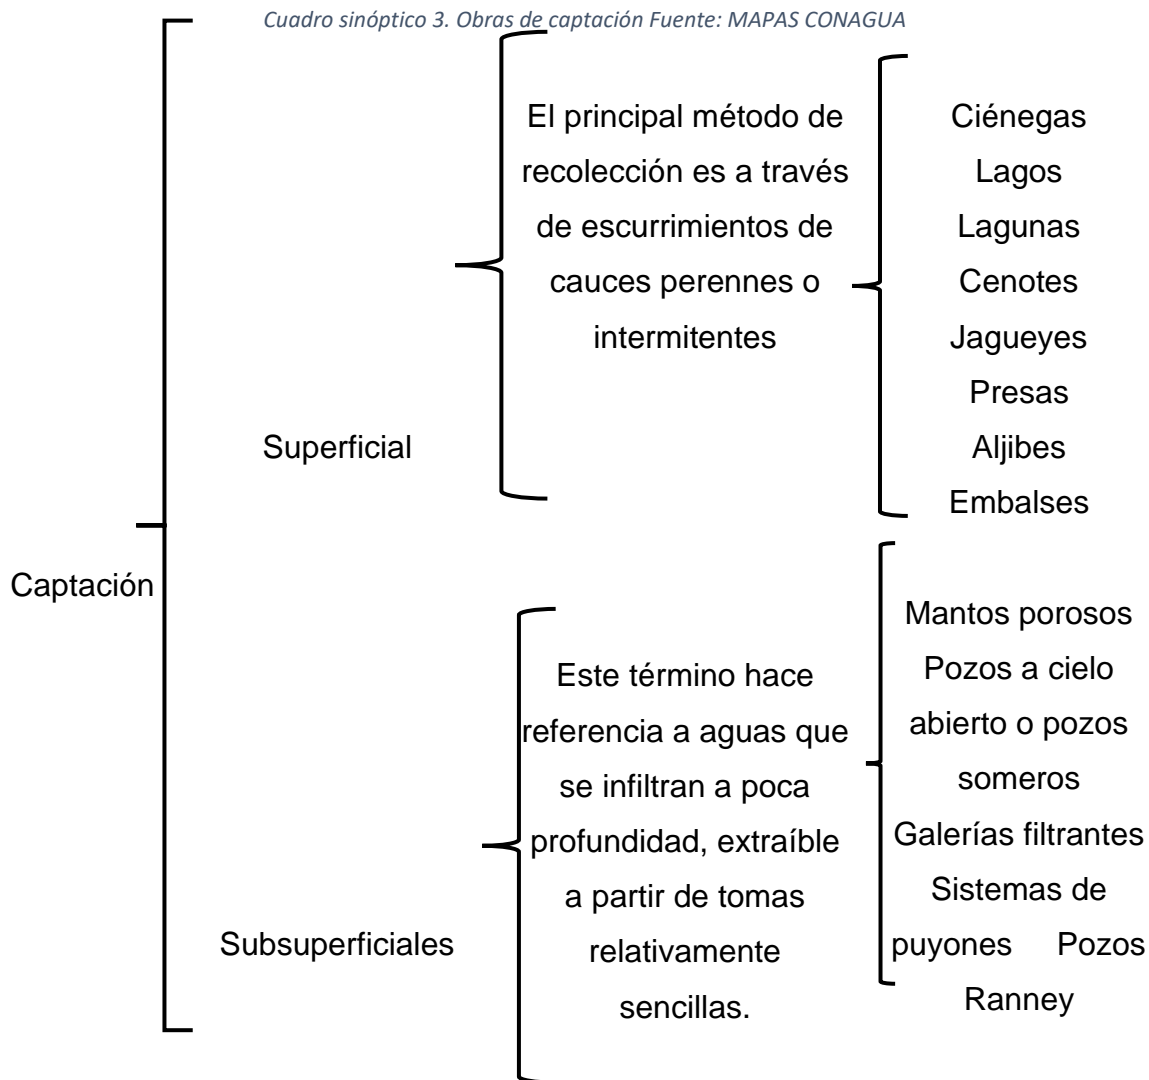 Cuadro sinóptico 3. Obras de captación Fuente: MAPAS CONAGUA
Captación
Superficial
El principal método de
recolección es a través
de escurrimientos de
cauces perennes o
intermitentes
Ciénegas
Lagos
Lagunas
Cenotes
Jagueyes
Presas
Aljibes
Embalses
Subsuperficiales
Este término hace
referencia a aguas que
se infiltran a poca
profundidad, extraíble
a partir de tomas
relativamente
sencillas.
Mantos porosos
Pozos a cielo
abierto o pozos
someros
Galerías filtrantes
Sistemas de
puyones Pozos
Ranney